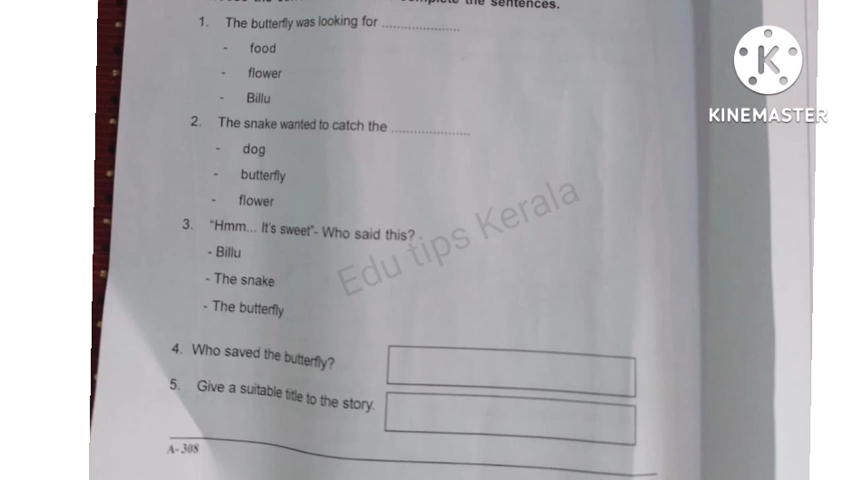 the sentences.
1. The butterfly was looking for ....................
- food
- flower
- Billu
2. The snake wanted to catch the ....................
- dog
- butterfly
- flower
3. "Hmm... It's sweet"- Who said this?
- Billu
- The snake
- The butterfly
4. Who saved the butterfly?
5. Give a suitable title to the story.
A-308
Edu tips Kerala
KINEMASTER